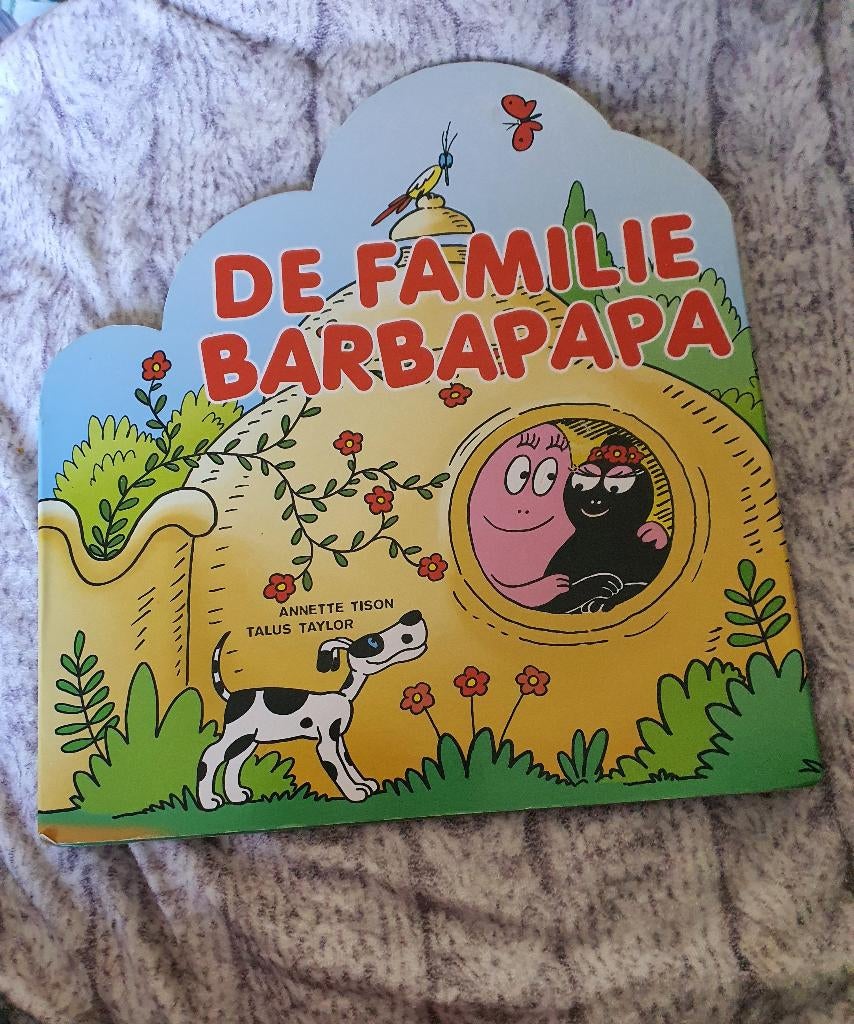 DE FAMILIE
BARBAPAPA
ANNETTE TISON
TALUS TAYLOR